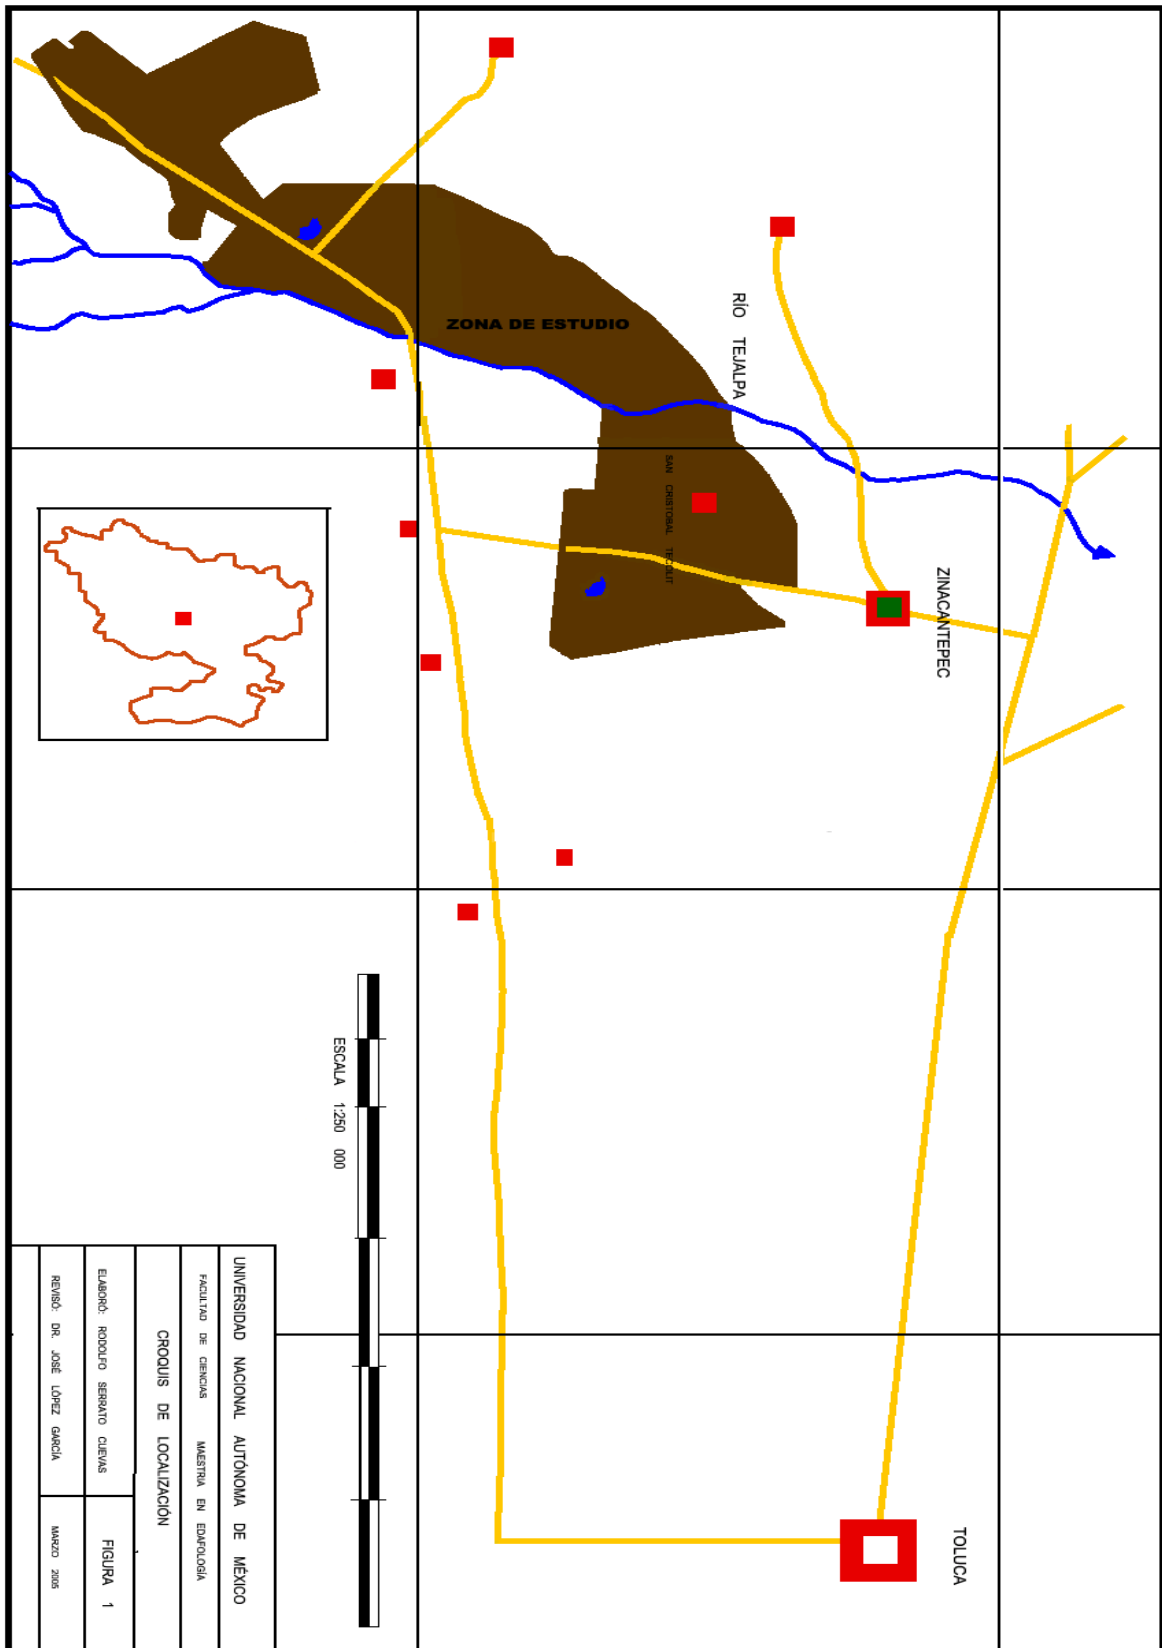 TOLUCA
ZINACANTEPEC
RÍO TEJALPA
SAN CRISTOBAL TECOLIT
ZONA DE ESTUDIO
ESCALA 1:250 000
UNIVERSIDAD NACIONAL AUTÓNOMA DE MÉXICO
FACULTAD DE CIENCIAS MAESTRIA EN EDAFOLOGÍA
CROQUIS DE LOCALIZACIÓN
ELABORÓ: RODOLFO SERRATO CUEVAS
FIGURA 1
REVISÓ: DR. JOSÉ LÓPEZ GARCÍA
MARZO 2005